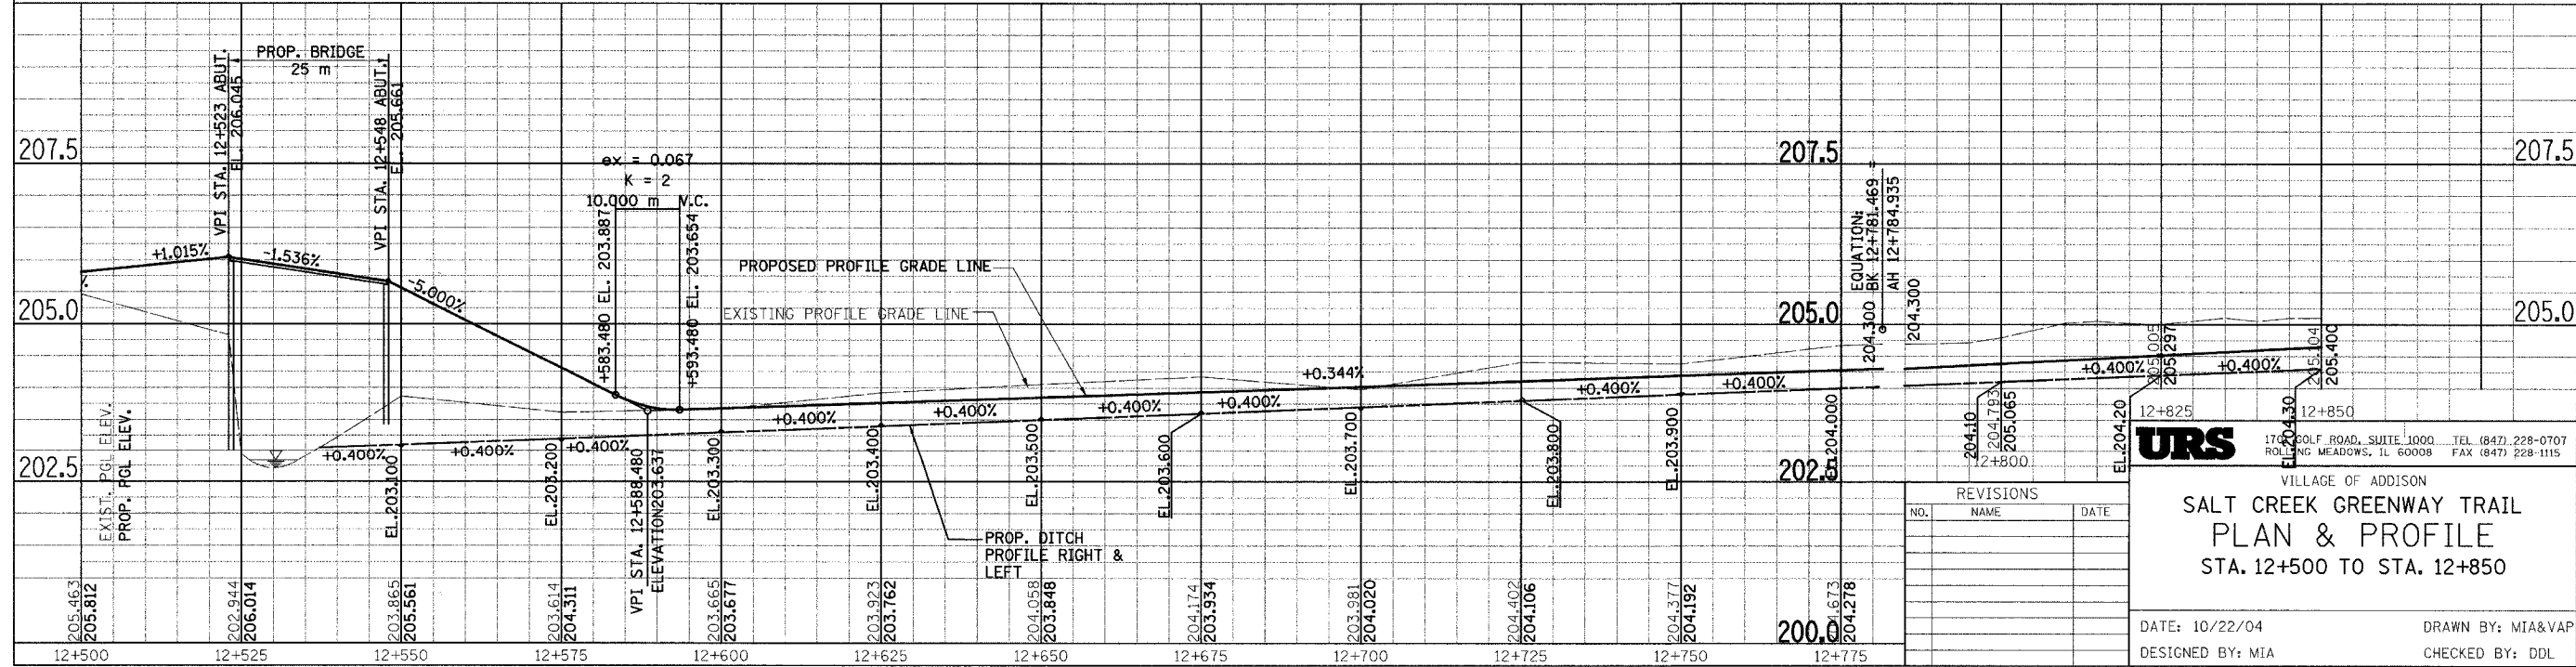 PROP. BRIDGE
25 m
VPI STA. 12+523 ABUT.
EL. 206.045
VPI STA. 12+548 ABUT.
EL. 205.661
207.5
207.5
207.5
ex = 0.067
K = 2
10.000 m V.C.
+583.480 EL. 203.887
+593.480 EL. 203.654
+1.015%
-1.536%
-5.000%
PROPOSED PROFILE GRADE LINE
EXISTING PROFILE GRADE LINE
EQUATION:
BK 12+781.469 =
AH 12+784.935
204.300
204.300
205.0
205.0
205.0
+0.344%
+0.400%
+0.400%
+0.400%
+0.400%
+0.400%
+0.400%
+0.400%
+0.400%
+0.400%
+0.400%
+0.400%
202.5
202.5
EXIST. PGL ELEV.
PROP. PGL ELEV.
EL.203.100
EL.203.200
VPI STA. 12+588.480
ELEVATION203.637
EL.203.300
EL.203.400
EL.203.500
EL.203.600
EL.203.700
EL.203.800
EL.203.900
EL.204.000
204.10
204.793
205.065
12+800
EL.204.20
205.005
205.297
12+825
EL.204.30
205.104
205.400
12+850
PROP. DITCH
PROFILE RIGHT &
LEFT
205.463
205.812
202.944
206.014
203.865
205.561
203.614
204.311
203.665
203.677
203.923
203.762
204.058
203.848
204.174
203.934
203.981
204.020
204.402
204.106
204.377
204.192
204.673
204.278
200.0
12+500
12+525
12+550
12+575
12+600
12+625
12+650
12+675
12+700
12+725
12+750
12+775
REVISIONS
NO. NAME DATE
URS
GOLF ROAD, SUITE 1000 TEL (847) 228-0707
ROLLING MEADOWS, IL 60008 FAX (847) 228-1115
VILLAGE OF ADDISON
SALT CREEK GREENWAY TRAIL
PLAN & PROFILE
STA. 12+500 TO STA. 12+850
DATE: 10/22/04 DRAWN BY: MIA&VAP
DESIGNED BY: MIA CHECKED BY: DDL